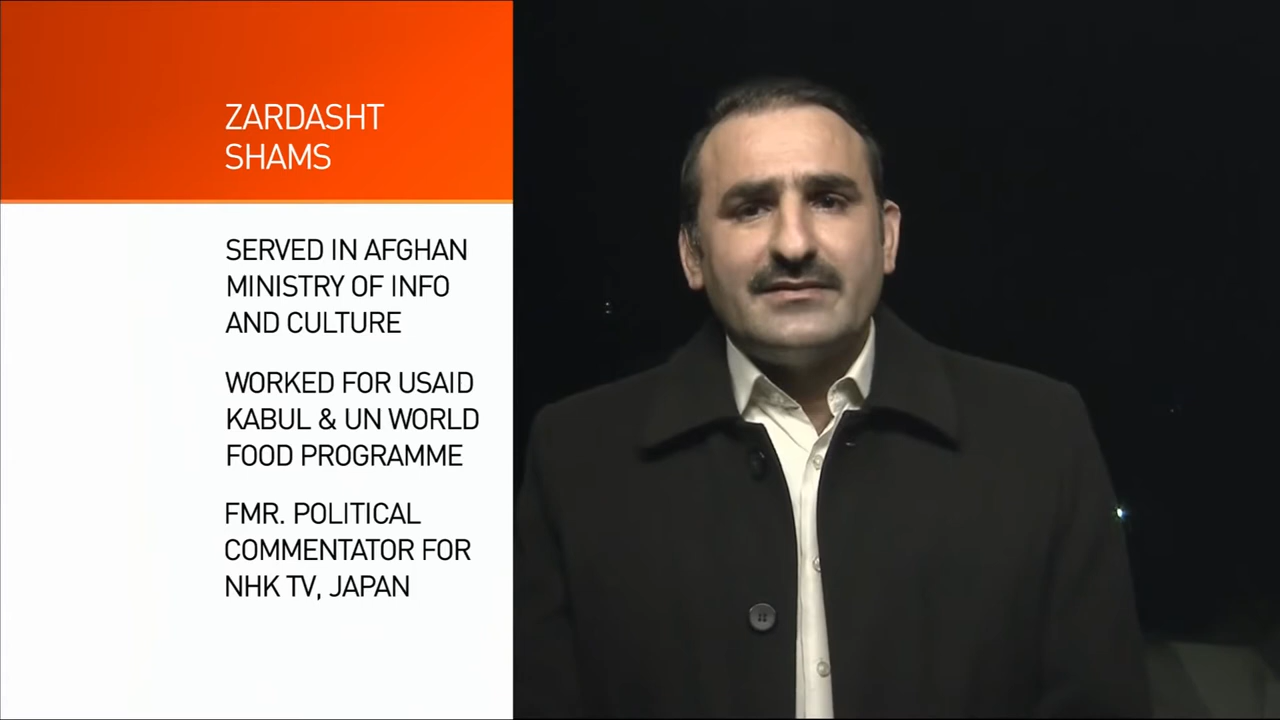 ZARDASHT
SHAMS
SERVED IN AFGHAN
MINISTRY OF INFO
AND CULTURE
WORKED FOR USAID
KABUL & UN WORLD
FOOD PROGRAMME
FMR. POLITICAL
COMMENTATOR FOR
NHK TV, JAPAN